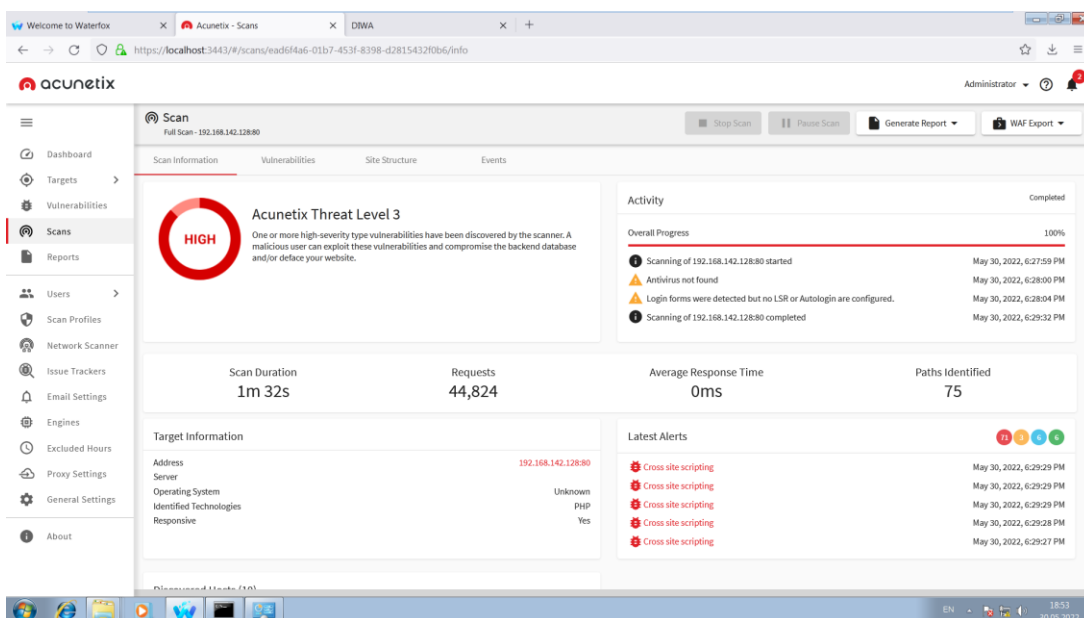 Welcome to Waterfox
Acunetix - Scans
DIWA
https://localhost:3443/#/scans/ead6f4a6-01b7-453f-8398-d2815432f0b6/info
acunetix
Administrator
2
Scan
Full Scan - 192.168.142.128:80
Stop Scan
Pause Scan
Generate Report
WAF Export
Dashboard
Targets
Vulnerabilities
Scans
Reports
Users
Scan Profiles
Network Scanner
Issue Trackers
Email Settings
Engines
Excluded Hours
Proxy Settings
General Settings
About
Scan Information Vulnerabilities Site Structure Events
HIGH
Acunetix Threat Level 3
One or more high-severity type vulnerabilities have been discovered by the scanner. A
malicious user can exploit these vulnerabilities and compromise the backend database
and/or deface your website.
Activity Completed
Overall Progress 100%
Scanning of 192.168.142.128:80 started May 30, 2022, 6:27:59 PM
Antivirus not found May 30, 2022, 6:28:00 PM
Login forms were detected but no LSR or Autologin are configured. May 30, 2022, 6:28:04 PM
Scanning of 192.168.142.128:80 completed May 30, 2022, 6:29:32 PM
Scan Duration Requests Average Response Time Paths Identified
1m 32s 44,824 0ms 75
Target Information
Address 192.168.142.128:80
Server
Operating System Unknown
Identified Technologies PHP
Responsive Yes
Latest Alerts 71 3 6 6
Cross site scripting May 30, 2022, 6:29:29 PM
Cross site scripting May 30, 2022, 6:29:29 PM
Cross site scripting May 30, 2022, 6:29:29 PM
Cross site scripting May 30, 2022, 6:29:28 PM
Cross site scripting May 30, 2022, 6:29:27 PM
Discovered Hosts (10)
EN
18:53
30.05.2022